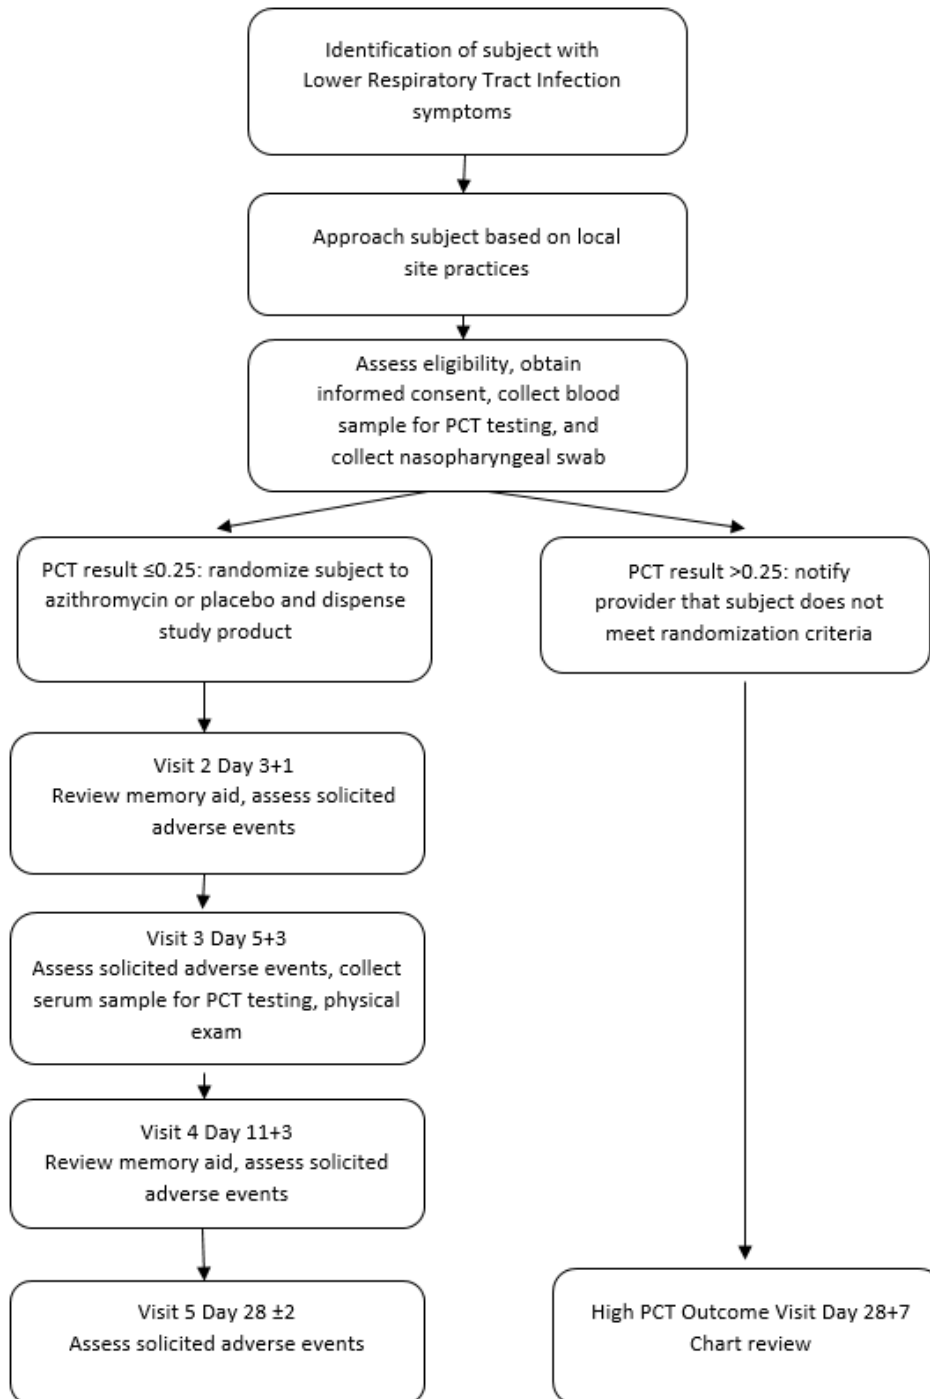 Identification of subject with
Lower Respiratory Tract Infection
symptoms
Approach subject based on local
site practices
Assess eligibility, obtain
informed consent, collect blood
sample for PCT testing, and
collect nasopharyngeal swab
PCT result ≤0.25: randomize subject to
azithromycin or placebo and dispense
study product
PCT result >0.25: notify
provider that subject does not
meet randomization criteria
Visit 2 Day 3+1
Review memory aid, assess solicited
adverse events
Visit 3 Day 5+3
Assess solicited adverse events, collect
serum sample for PCT testing, physical
exam
Visit 4 Day 11+3
Review memory aid, assess solicited
adverse events
Visit 5 Day 28 ±2
Assess solicited adverse events
High PCT Outcome Visit Day 28+7
Chart review